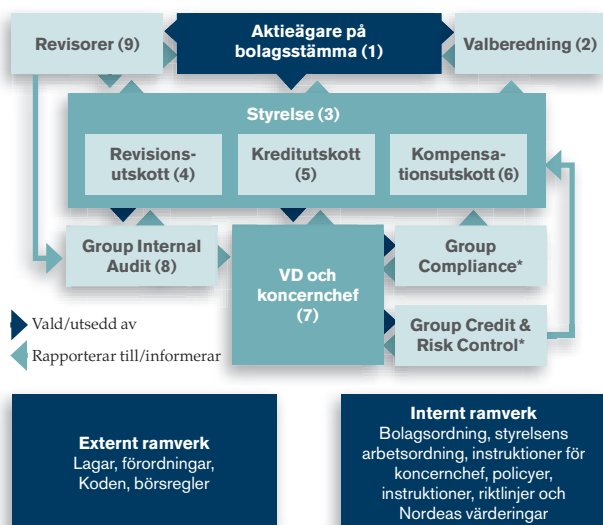 Revisorer (9)
Aktieägare på
bolagsstämma (1)
Valberedning (2)
Styrelse (3)
Revisions-
utskott (4)
Kreditutskott
(5)
Kompensa-
tionsutskott (6)
Group Internal
Audit (8)
VD och
koncernchef
(7)
Group
Compliance*
Group Credit &
Risk Control*
Vald/utsedd av
Rapporterar till/informerar
Externt ramverk
Lagar, förordningar,
Koden, börsregler
Internt ramverk
Bolagsordning, styrelsens
arbetsordning, instruktioner för
koncernchef, policyer,
instruktioner, riktlinjer och
Nordeas värderingar